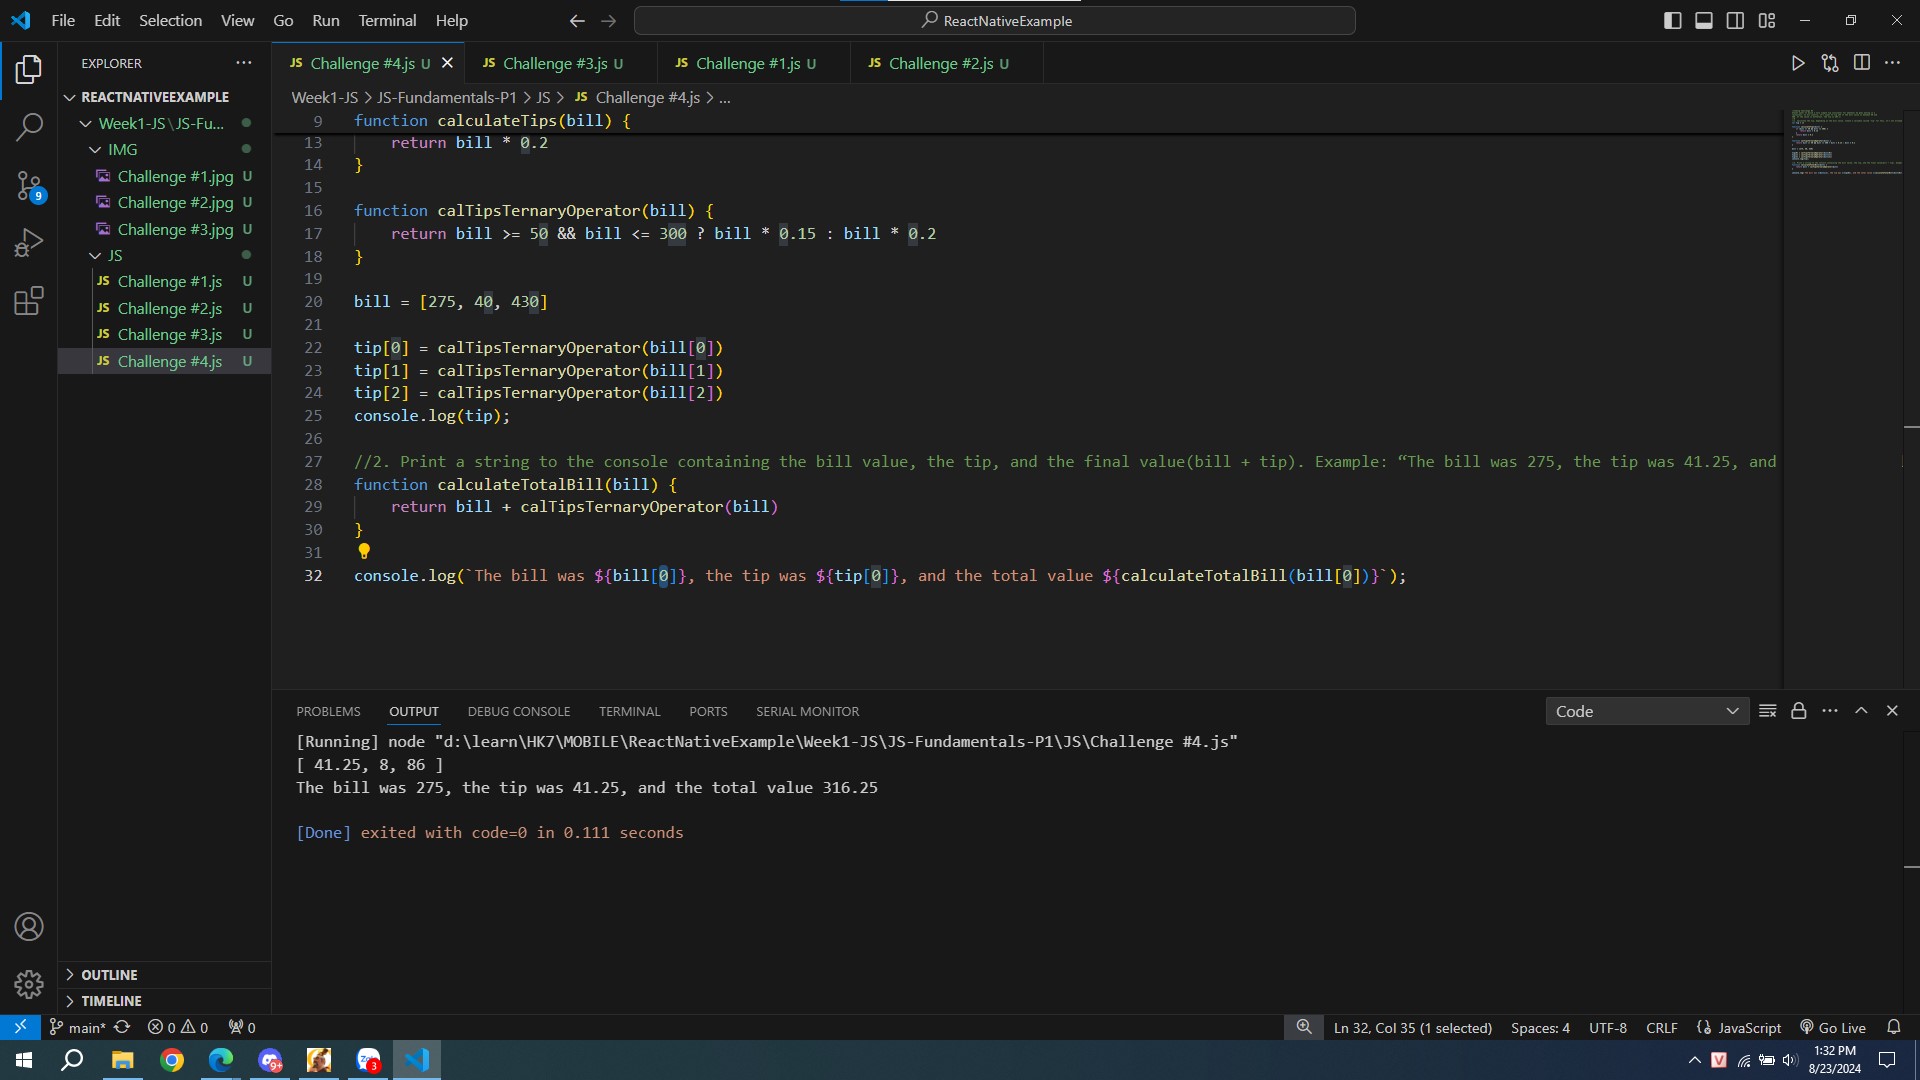 File Edit Selection View Go Run Terminal Help
ReactNativeExample
EXPLORER
REACTNATIVEEXAMPLE
Week1-JS\JS-Fu...
IMG
Challenge #1.jpg U
Challenge #2.jpg U
Challenge #3.jpg U
JS
JS Challenge #1.js U
JS Challenge #2.js U
JS Challenge #3.js U
JS Challenge #4.js U
OUTLINE
TIMELINE
9
JS Challenge #4.js U
JS Challenge #3.js U
JS Challenge #1.js U
JS Challenge #2.js U
Week1-JS > JS-Fundamentals-P1 > JS > JS Challenge #4.js > ...
9 function calculateTips(bill) {
13 return bill * 0.2
14 }
15
16 function calTipsTernaryOperator(bill) {
17 return bill >= 50 && bill <= 300 ? bill * 0.15 : bill * 0.2
18 }
19
20 bill = [275, 40, 430]
21
22 tip[0] = calTipsTernaryOperator(bill[0])
23 tip[1] = calTipsTernaryOperator(bill[1])
24 tip[2] = calTipsTernaryOperator(bill[2])
25 console.log(tip);
26
27 //2. Print a string to the console containing the bill value, the tip, and the final value(bill + tip). Example: “The bill was 275, the tip was 41.25, and
28 function calculateTotalBill(bill) {
29 return bill + calTipsTernaryOperator(bill)
30 }
31
32 console.log(`The bill was ${bill[0]}, the tip was ${tip[0]}, and the total value ${calculateTotalBill(bill[0])}`);
PROBLEMS OUTPUT DEBUG CONSOLE TERMINAL PORTS SERIAL MONITOR
Code
[Running] node "d:\learn\HK7\MOBILE\ReactNativeExample\Week1-JS\JS-Fundamentals-P1\JS\Challenge #4.js"
[ 41.25, 8, 86 ]
The bill was 275, the tip was 41.25, and the total value 316.25
[Done] exited with code=0 in 0.111 seconds
main* 0 0 0
Ln 32, Col 35 (1 selected) Spaces: 4 UTF-8 CRLF JavaScript Go Live
9+
Zalo
3
V
1:32 PM
8/23/2024